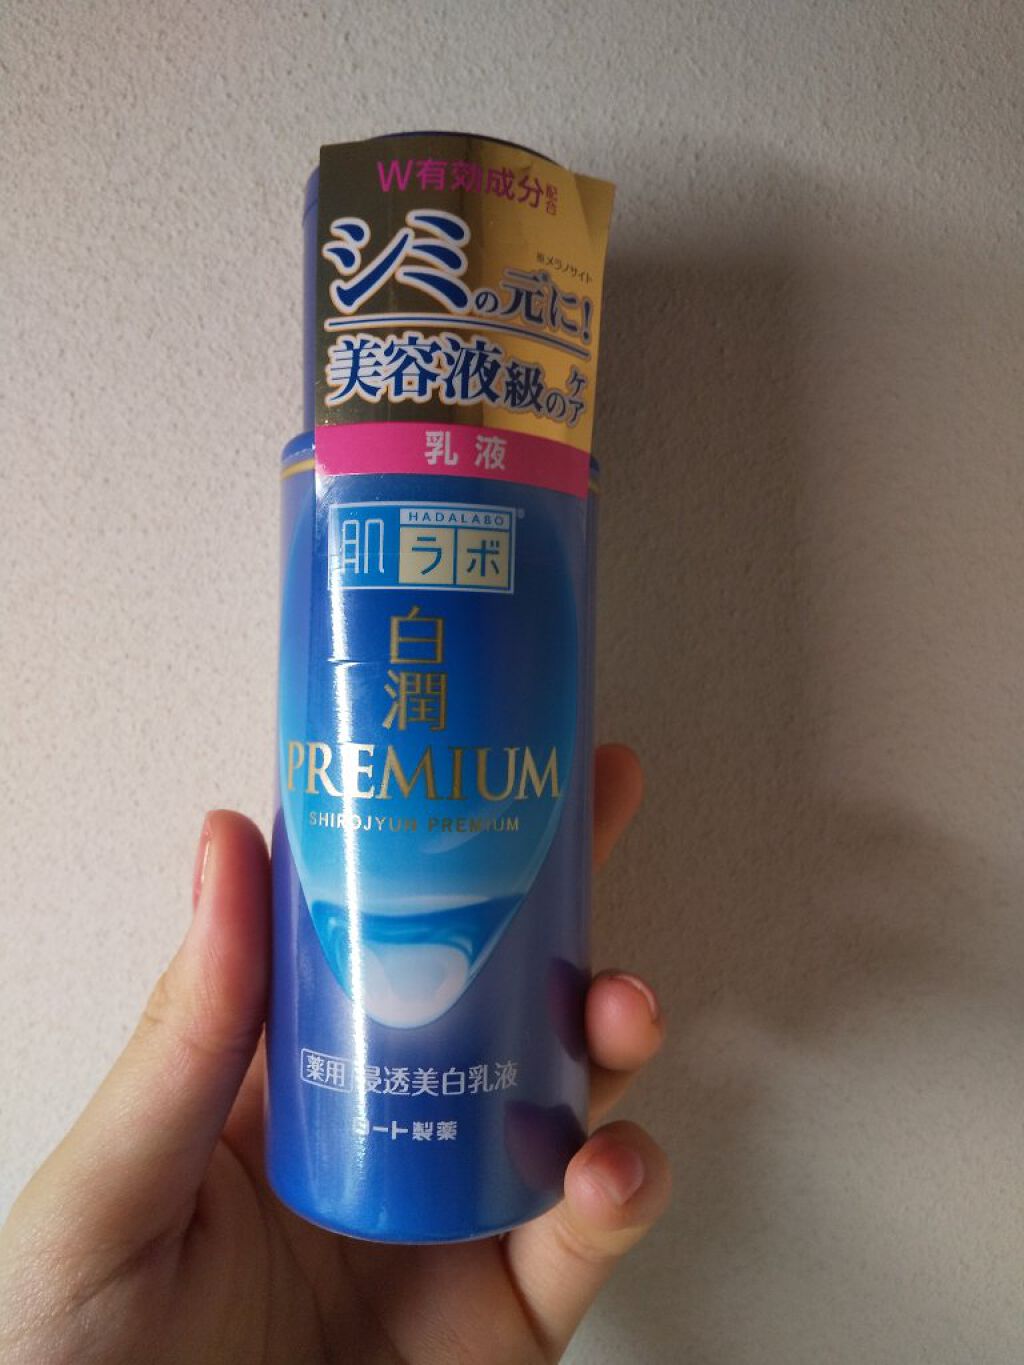 W有効成分配合
※メラノサイト
シミの元に!
美容液級のケア
乳液
HADALABO
肌ラボ®
白
潤
PREMIUM
SHIROJYUN PREMIUM
薬用 浸透美白乳液
ロート製薬